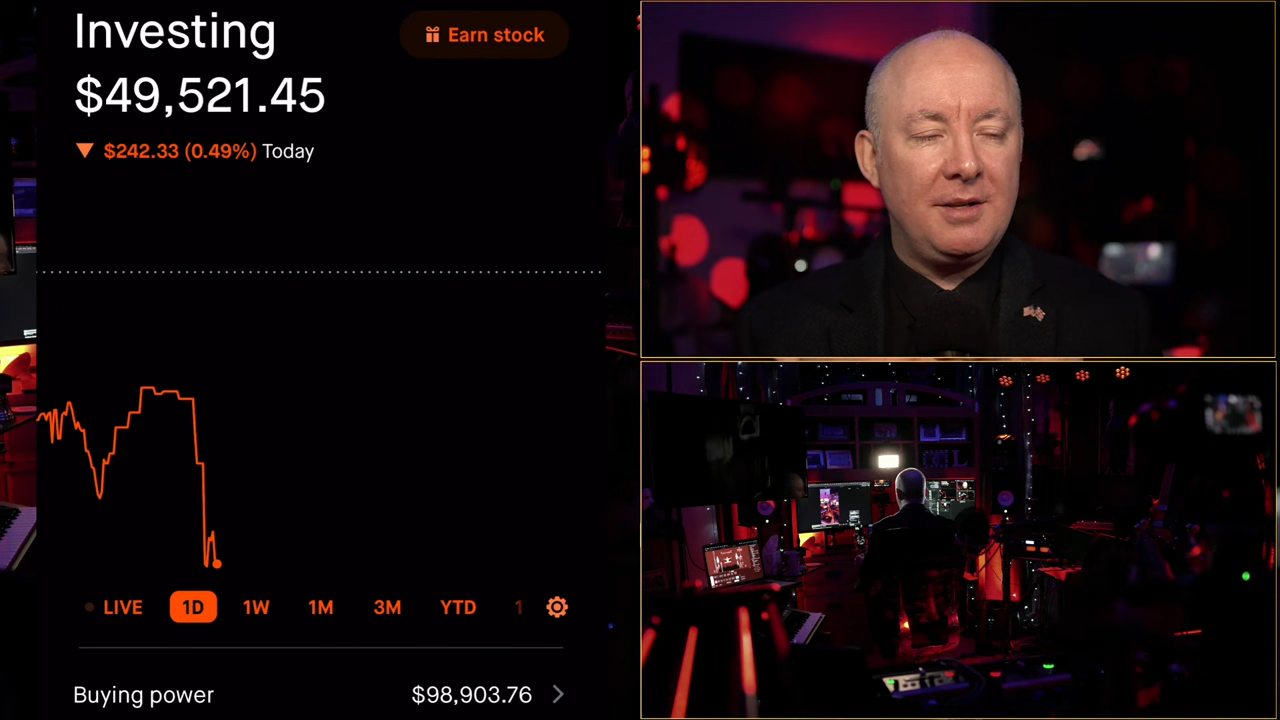 Investing
Earn stock
$49,521.45
$242.33 (0.49%) Today
LIVE 1D 1W 1M 3M YTD 1
Buying power $98,903.76